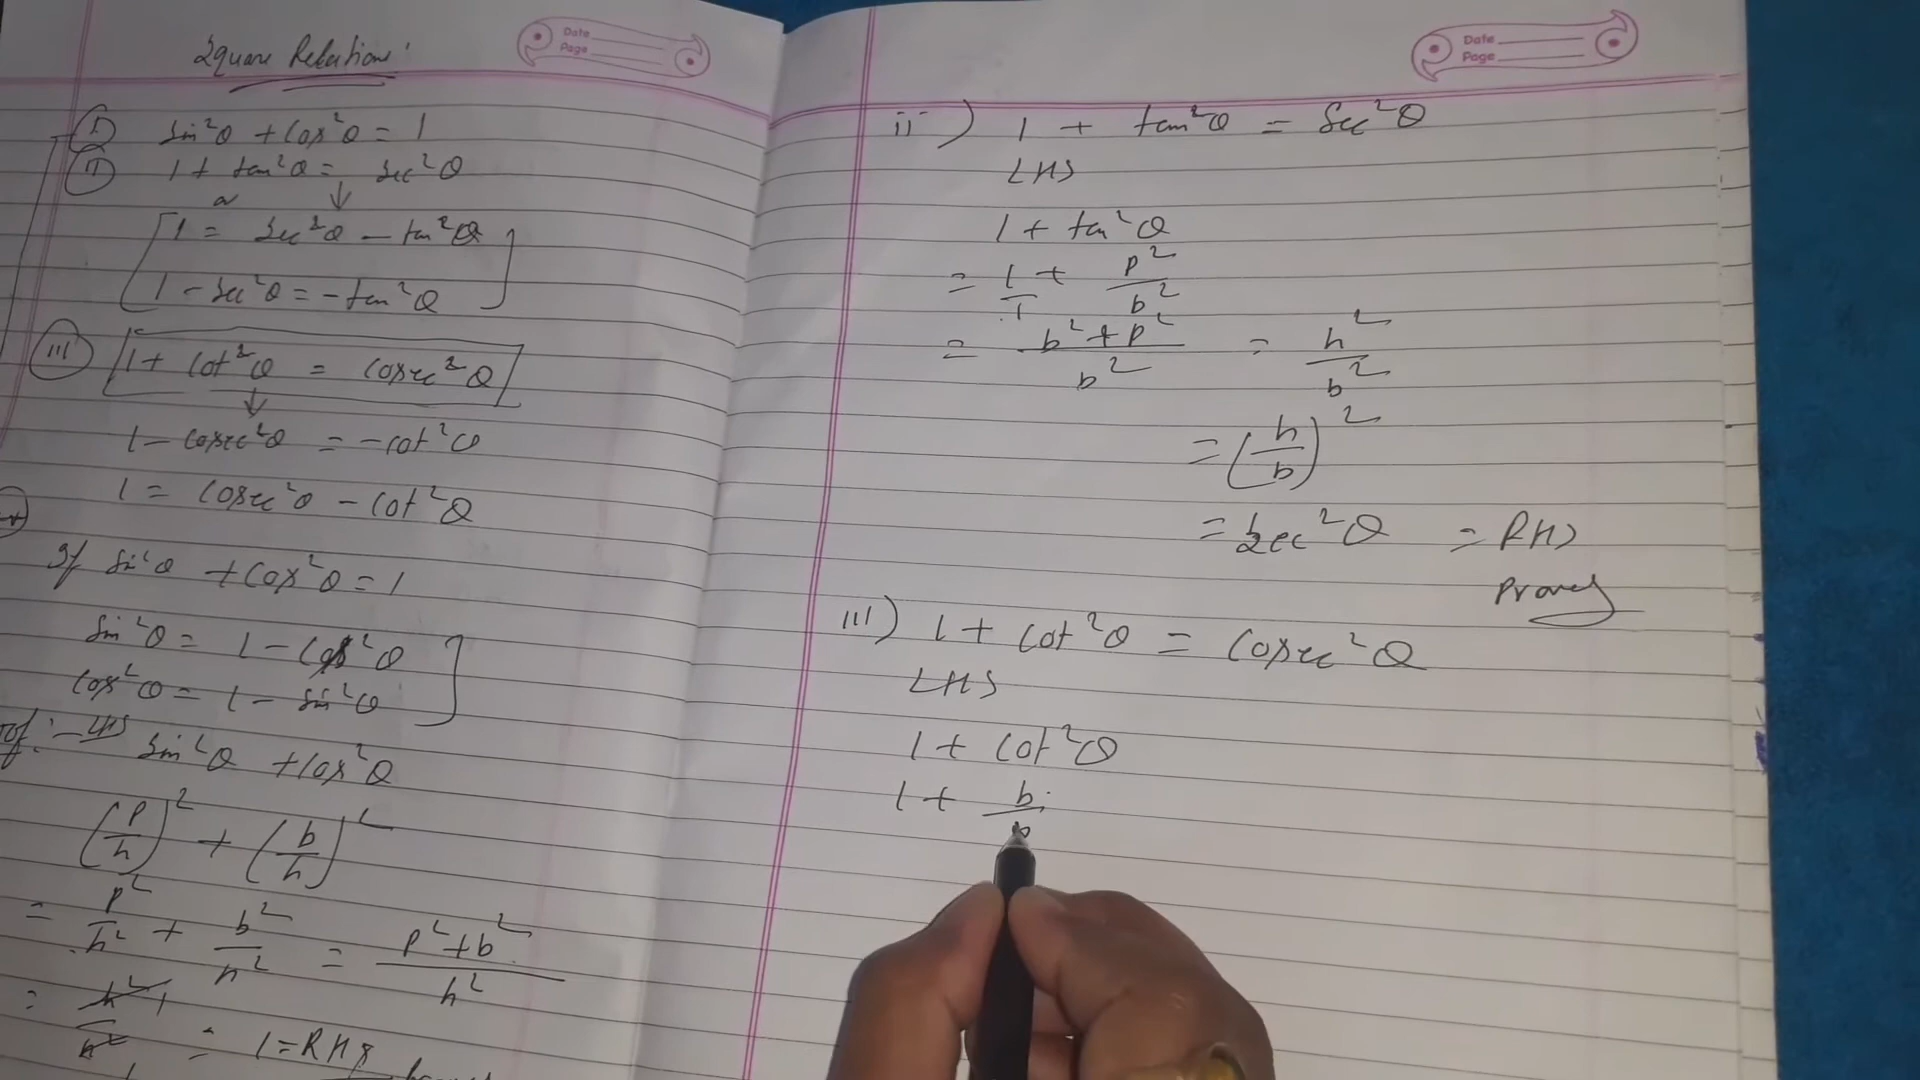 Square Relations:
Date
Page
I) sin²θ + cos²θ = 1
II) 1 + tan²θ = sec²θ
1 = sec²θ - tan²θ
1 - sec²θ = -tan²θ
III) 1 + cot²θ = cosec²θ
1 - cosec²θ = -cot²θ
1 = cosec²θ - cot²θ
If sin²θ + cos²θ = 1
sin²θ = 1 - cos²θ
cos²θ = 1 - sin²θ
LHS sin²θ + cos²θ
(p/h)² + (b/h)²
= p²/h² + b²/h² = p² + b²/h²
= h²/h² = 1 = RHS
Date
Page
ii) 1 + tan²θ = sec²θ
LHS
1 + tan²θ
= 1/1 + p²/b²
= b² + p²/b² = h²/b²
= (h/b)²
= sec²θ = RHS
Proved
iii) 1 + cot²θ = cosec²θ
LHS
1 + cot²θ
1 + b